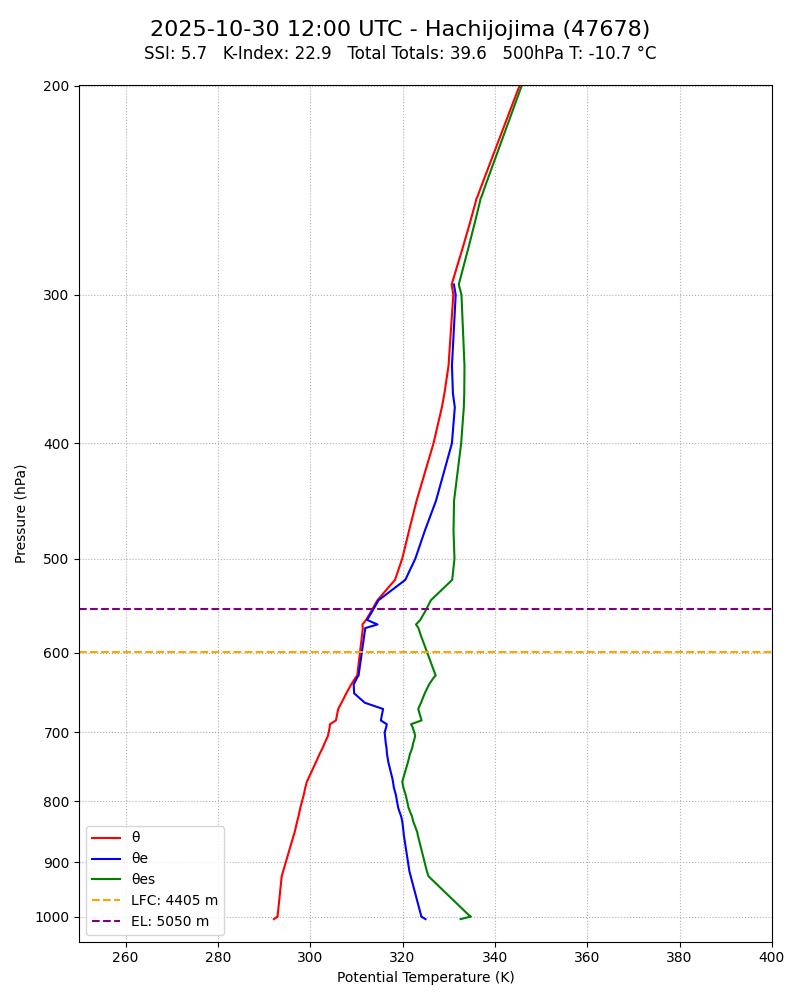 2025-10-30 12:00 UTC - Hachijojima (47678)
SSI: 5.7 K-Index: 22.9 Total Totals: 39.6 500hPa T: -10.7 °C
200
300
400
500
600
700
800
900
1000
Pressure (hPa)
θ
θe
θes
LFC: 4405 m
EL: 5050 m
260 280 300 320 340 360 380 400
Potential Temperature (K)